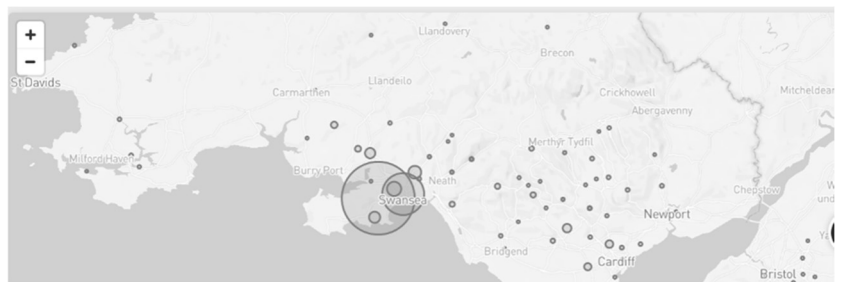 +
Llandovery
Brecon
−
St Davids
Llandeilo
Carmarthen
Crickhowell
Mitcheldean
Abergavenny
Merthyr Tydfil
Milford Haven
Burry Port
Neath
Chepstow
Swansea
Newport
Bridgend
Cardiff
Bristol